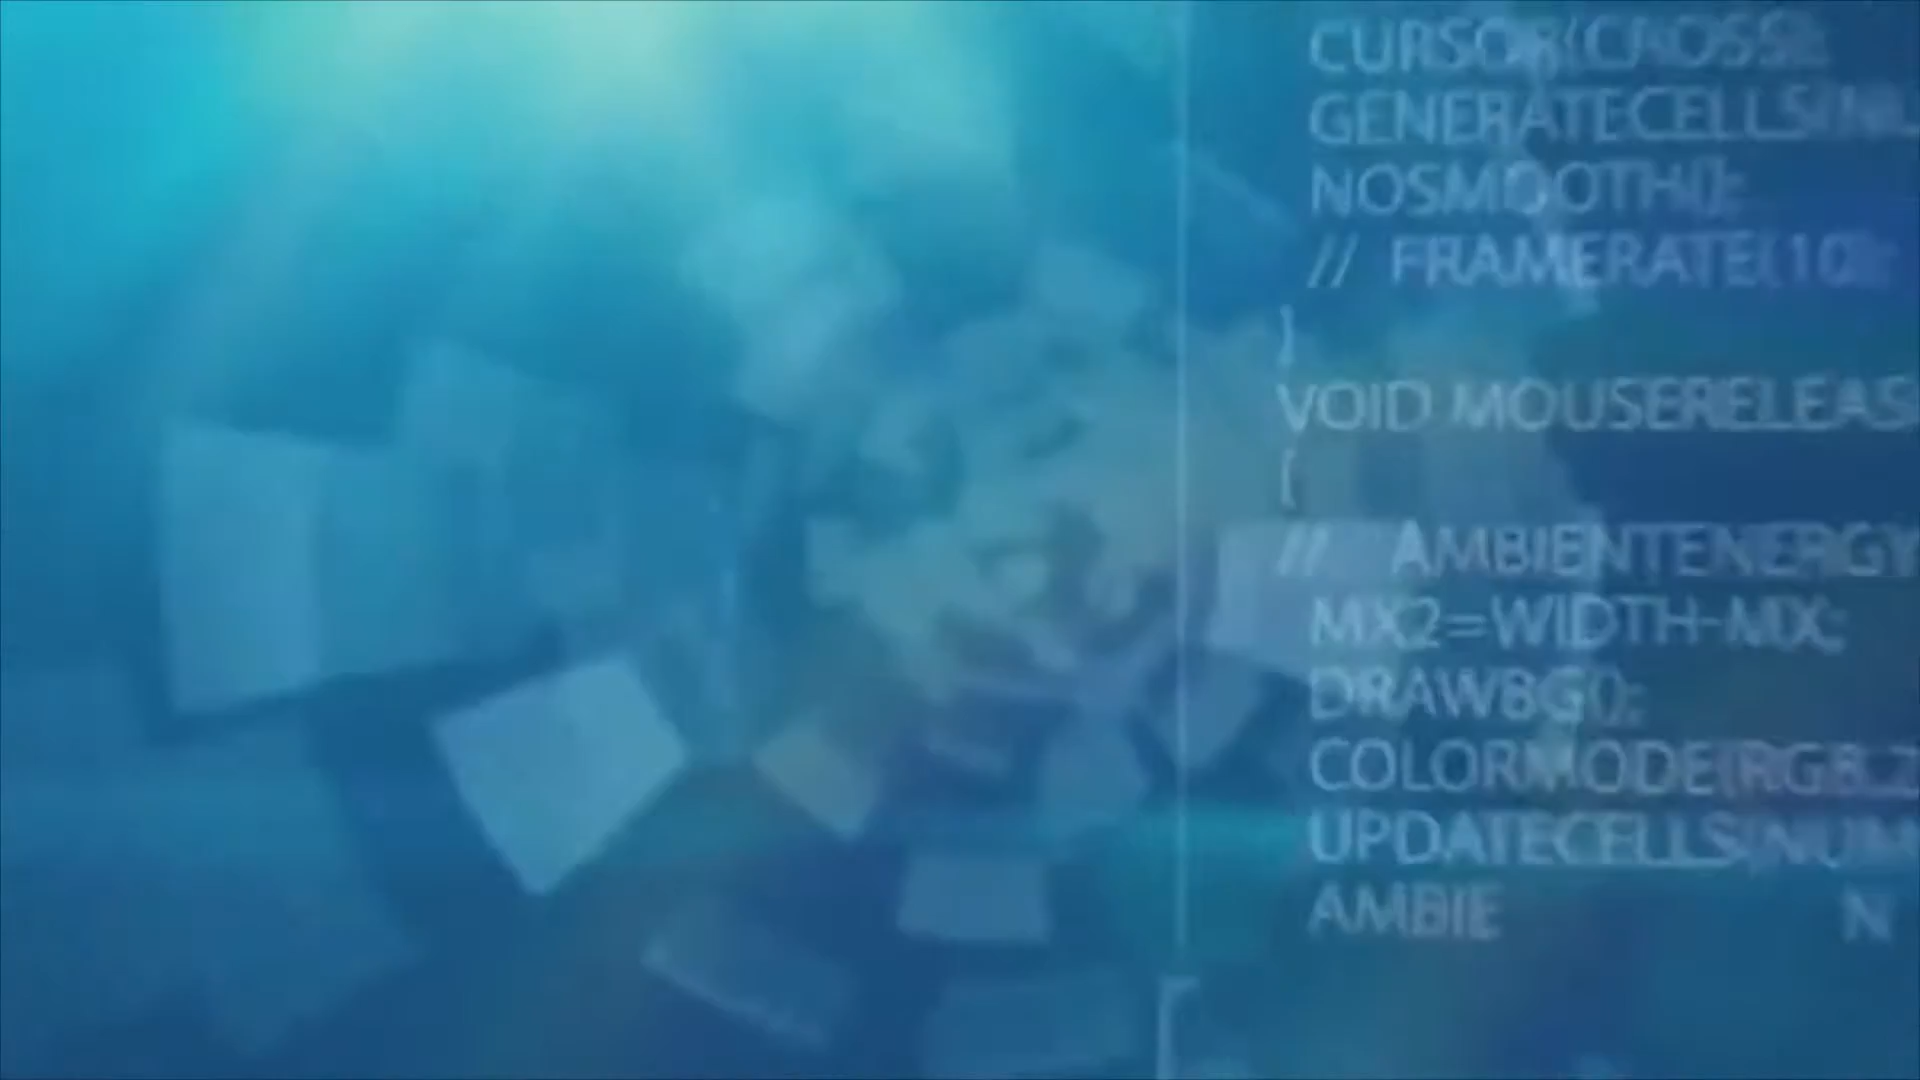 CURSOR(CROSS);
GENERATECELLS(NU
NOSMOOTH();
// FRAMERATE(10);
}
VOID MOUSERELEAS
{
// AMBIENTENERGY
MX2=WIDTH-MX;
DRAWBG();
COLORMODE(RGB,2
UPDATECELLS(NUM
AMBIE N